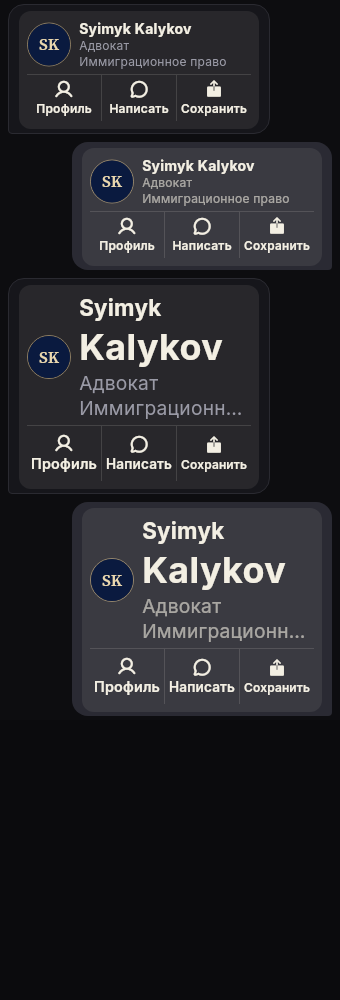 SK
Syimyk Kalykov
Адвокат
Иммиграционное право
Профиль Написать Сохранить
SK
Syimyk Kalykov
Адвокат
Иммиграционное право
Профиль Написать Сохранить
Syimyk
SK
Kalykov
Адвокат
Иммиграционн...
Профиль Написать Сохранить
Syimyk
SK
Kalykov
Адвокат
Иммиграционн...
Профиль Написать Сохранить